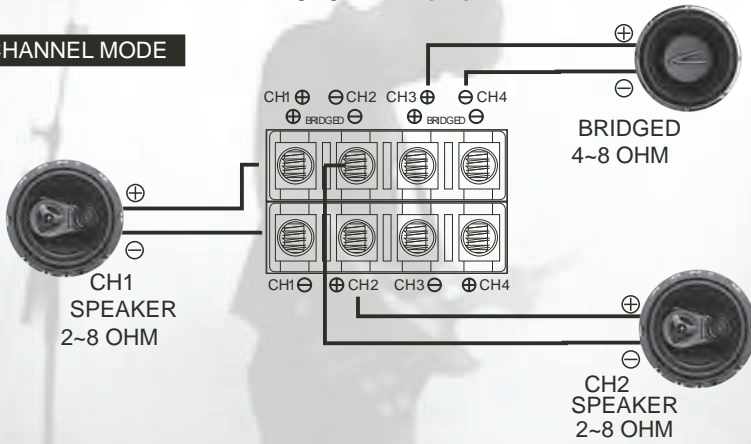 CHANNEL MODE
CH1 ⊕ ⊖ CH2 CH3 ⊕ ⊖ CH4
⊕ BRIDGED ⊖ ⊕ BRIDGED ⊖
CH1 ⊖ ⊕ CH2 CH3 ⊖ ⊕ CH4
⊕
⊖
CH1
SPEAKER
2~8 OHM
⊕
⊖
BRIDGED
4~8 OHM
⊕
⊖
CH2
SPEAKER
2~8 OHM